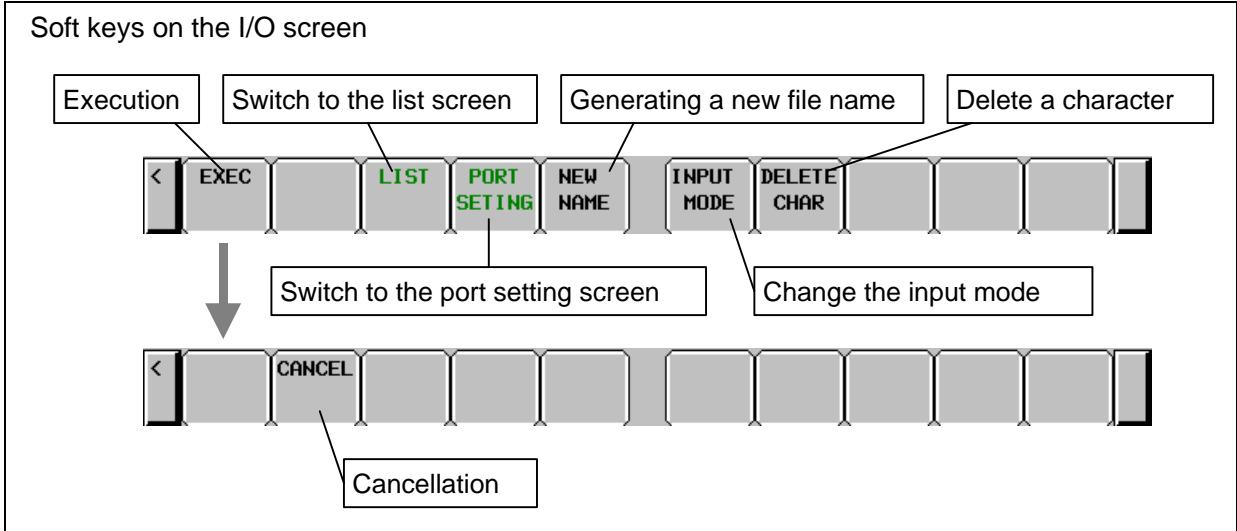 Soft keys on the I/O screen
Execution
Switch to the list screen
Generating a new file name
Delete a character
< EXEC LIST PORT NEW INPUT DELETE
SETING NAME MODE CHAR
Switch to the port setting screen
Change the input mode
< CANCEL
Cancellation